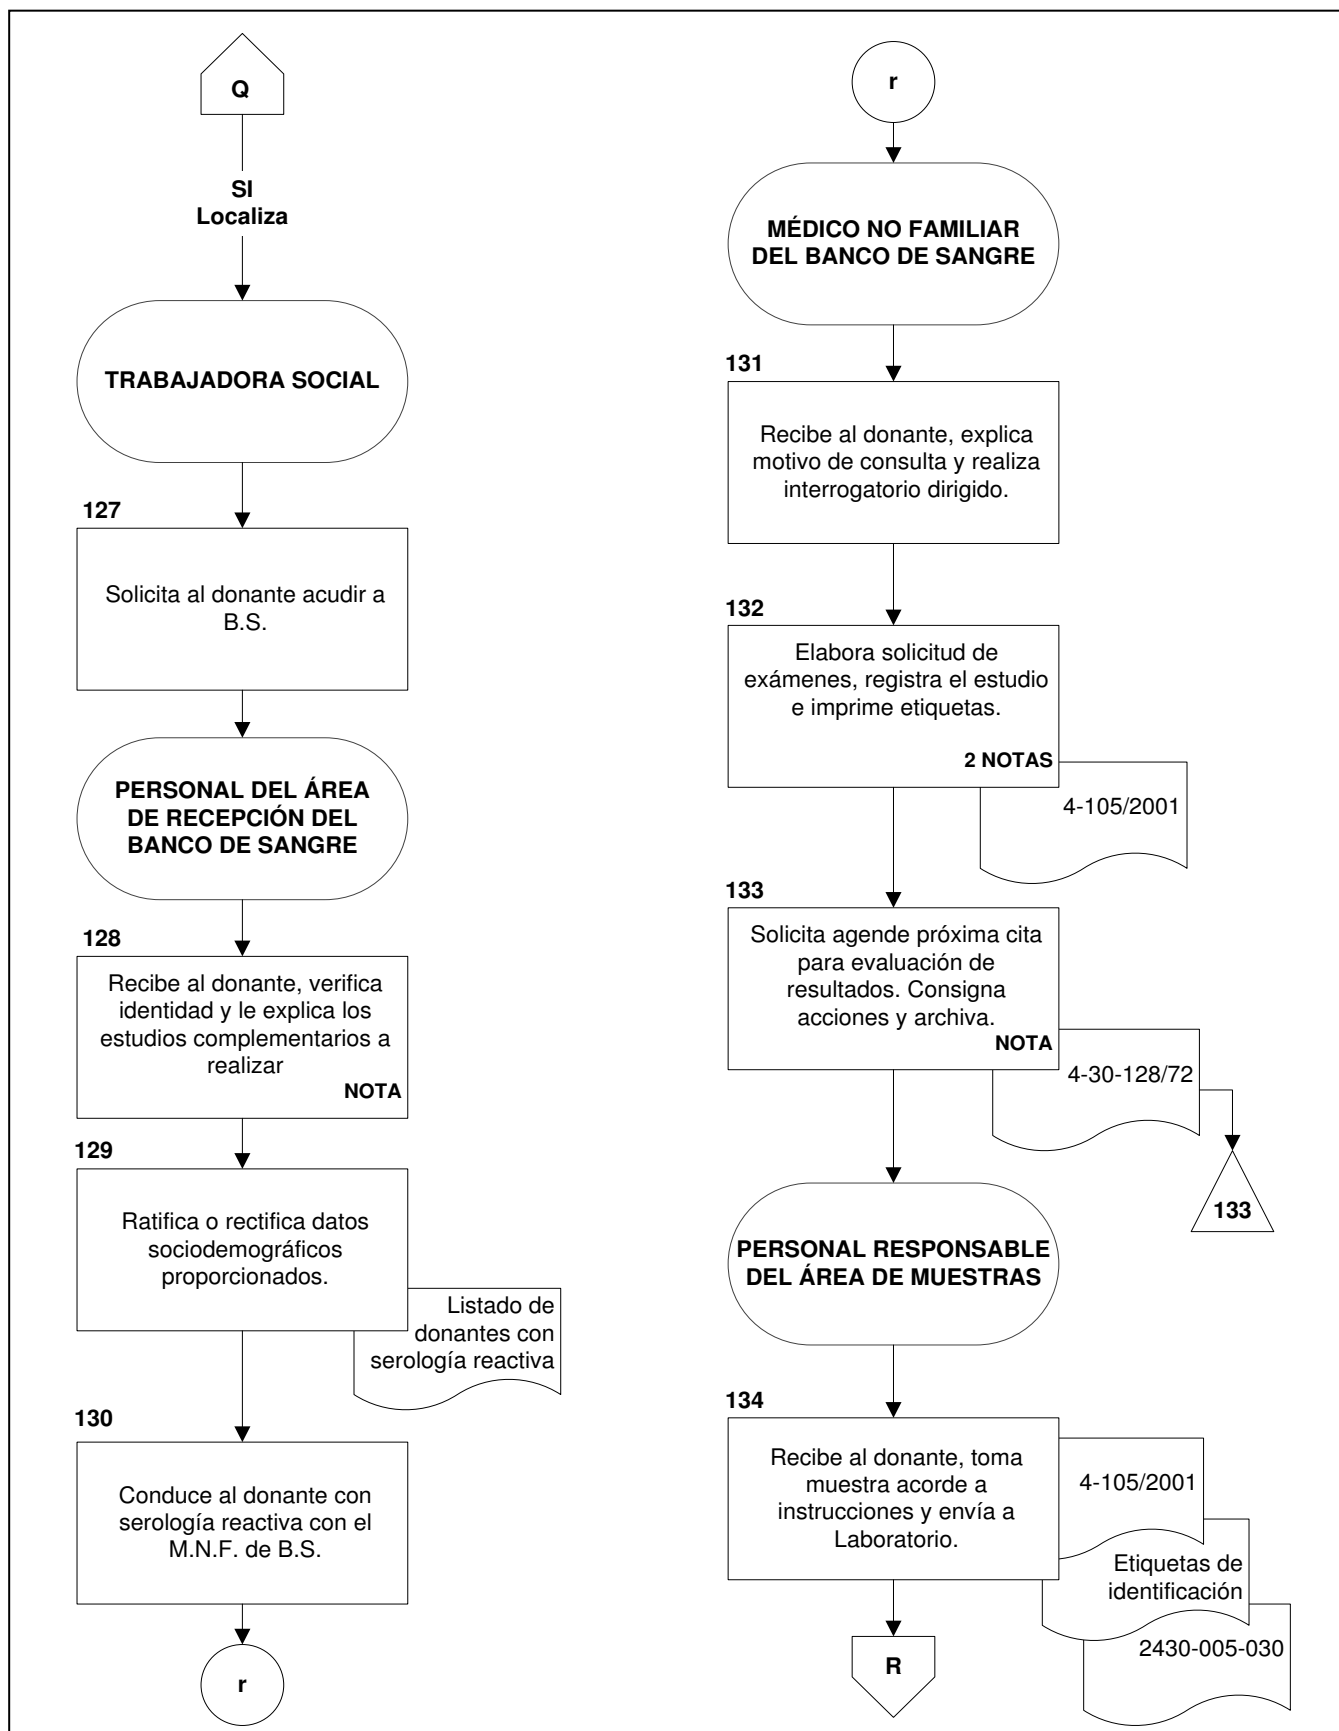 Q
SI
Localiza
TRABAJADORA SOCIAL
127
Solicita al donante acudir a
B.S.
PERSONAL DEL ÁREA
DE RECEPCIÓN DEL
BANCO DE SANGRE
128
Recibe al donante, verifica
identidad y le explica los
estudios complementarios a
realizar
NOTA
129
Ratifica o rectifica datos
sociodemográficos
proporcionados.
Listado de
donantes con
serología reactiva
130
Conduce al donante con
serología reactiva con el
M.N.F. de B.S.
r
r
MÉDICO NO FAMILIAR
DEL BANCO DE SANGRE
131
Recibe al donante, explica
motivo de consulta y realiza
interrogatorio dirigido.
132
Elabora solicitud de
exámenes, registra el estudio
e imprime etiquetas.
2 NOTAS
4-105/2001
133
Solicita agende próxima cita
para evaluación de
resultados. Consigna
acciones y archiva.
NOTA
4-30-128/72
133
PERSONAL RESPONSABLE
DEL ÁREA DE MUESTRAS
134
Recibe al donante, toma
muestra acorde a
instrucciones y envía a
Laboratorio.
4-105/2001
Etiquetas de
identificación
2430-005-030
R